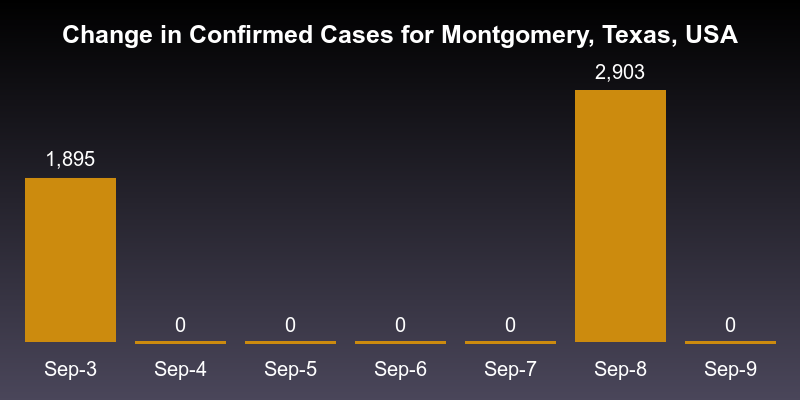 Change in Confirmed Cases for Montgomery, Texas, USA
2,903
1,895
0 0 0 0 0
Sep-3 Sep-4 Sep-5 Sep-6 Sep-7 Sep-8 Sep-9